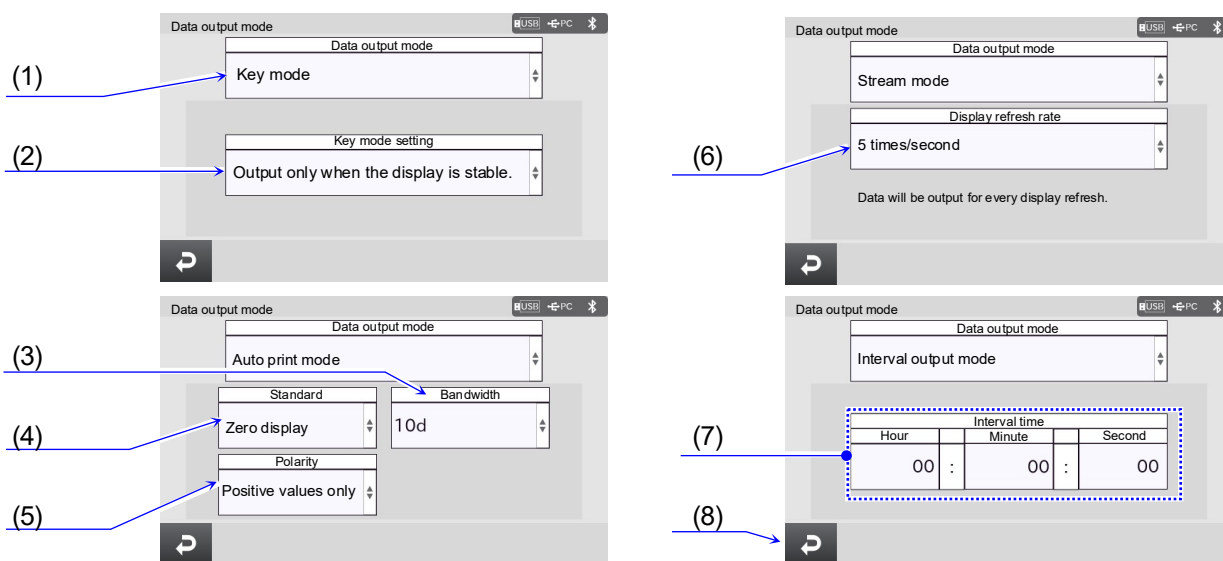 Data output mode
USB PC
Data output mode
(1)
Key mode
Key mode setting
(2)
Output only when the display is stable.
Data output mode
USB PC
Data output mode
Stream mode
Display refresh rate
(6)
5 times/second
Data will be output for every display refresh.
Data output mode
USB PC
Data output mode
(3)
Auto print mode
Standard
Bandwidth
(4)
Zero display
10d
Polarity
(5)
Positive values only
Data output mode
USB PC
Data output mode
Interval output mode
Interval time
Hour Minute Second
(7)
00 : 00 : 00
(8)